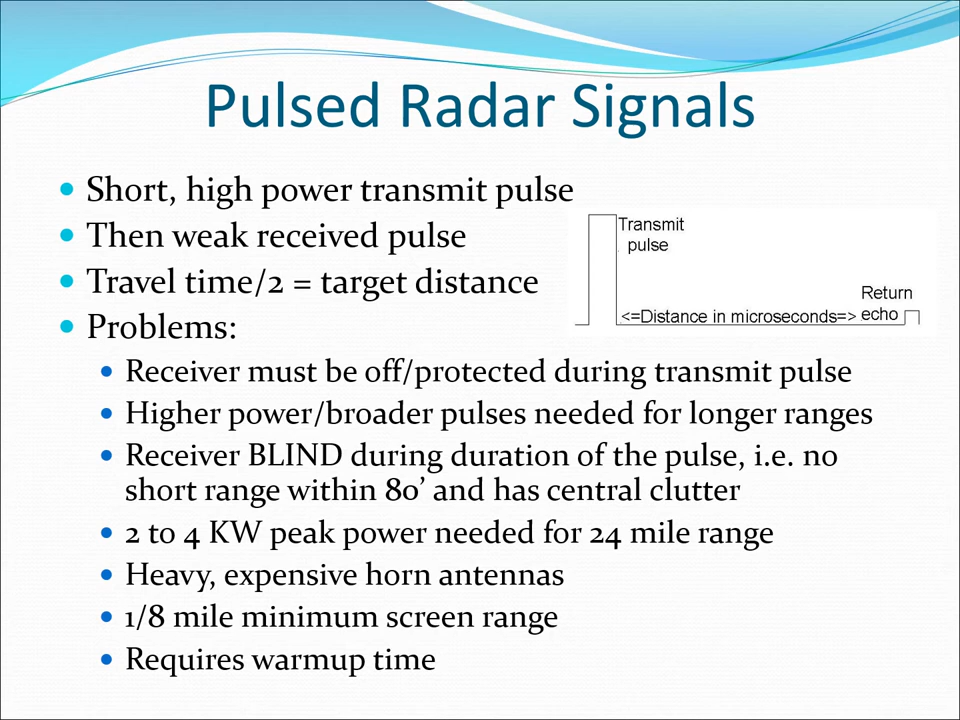 Pulsed Radar Signals
Short, high power transmit pulse
Then weak received pulse
Travel time/2 = target distance
Problems:
Transmit
pulse
Return
<=Distance in microseconds=> echo
Receiver must be off/protected during transmit pulse
Higher power/broader pulses needed for longer ranges
Receiver BLIND during duration of the pulse, i.e. no
short range within 80’ and has central clutter
2 to 4 KW peak power needed for 24 mile range
Heavy, expensive horn antennas
1/8 mile minimum screen range
Requires warmup time